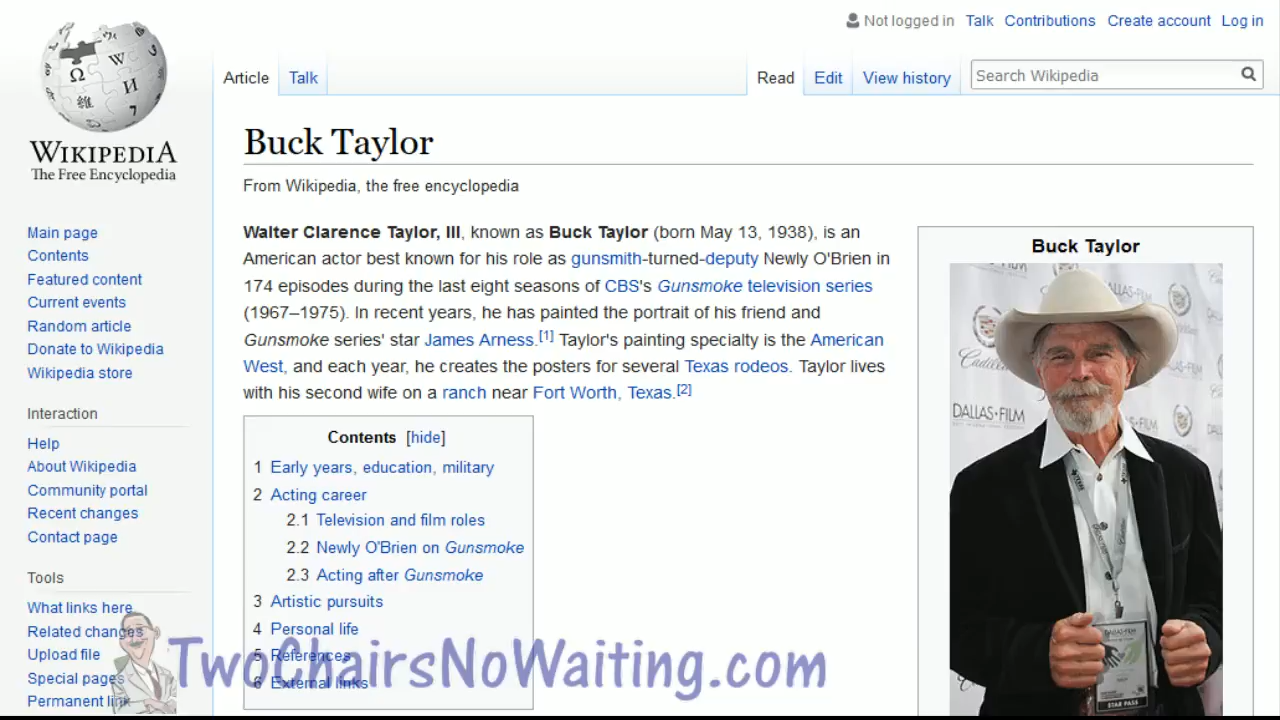 Not logged in Talk Contributions Create account Log in
Article Talk Read Edit View history Search Wikipedia
WIKIPEDIA
The Free Encyclopedia
Buck Taylor
From Wikipedia, the free encyclopedia
Main page
Contents
Featured content
Current events
Random article
Donate to Wikipedia
Wikipedia store
Interaction
Help
About Wikipedia
Community portal
Recent changes
Contact page
Tools
What links here
Related changes
Upload file
Special pages
Permanent link
Walter Clarence Taylor, III, known as Buck Taylor (born May 13, 1938), is an
American actor best known for his role as gunsmith-turned-deputy Newly O'Brien in
174 episodes during the last eight seasons of CBS's Gunsmoke television series
(1967–1975). In recent years, he has painted the portrait of his friend and
Gunsmoke series' star James Arness.[1] Taylor's painting specialty is the American
West, and each year, he creates the posters for several Texas rodeos. Taylor lives
with his second wife on a ranch near Fort Worth, Texas.[2]
Contents [hide]
1 Early years, education, military
2 Acting career
2.1 Television and film roles
2.2 Newly O'Brien on Gunsmoke
2.3 Acting after Gunsmoke
3 Artistic pursuits
4 Personal life
5 References
6 External links
Buck Taylor
DALLAS+FILM
Cadillac
DALLAS+FILM
STAR PASS
TwoChairsNoWaiting.com